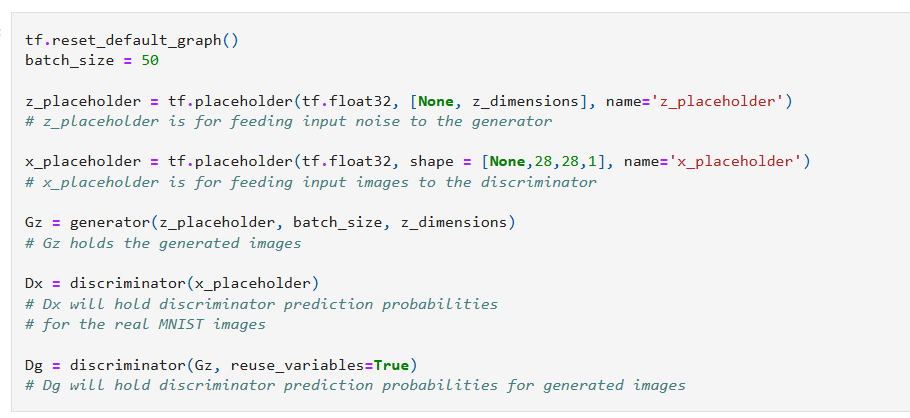 tf.reset_default_graph()
batch_size = 50
z_placeholder = tf.placeholder(tf.float32, [None, z_dimensions], name='z_placeholder')
# z_placeholder is for feeding input noise to the generator
x_placeholder = tf.placeholder(tf.float32, shape = [None,28,28,1], name='x_placeholder')
# x_placeholder is for feeding input images to the discriminator
Gz = generator(z_placeholder, batch_size, z_dimensions)
# Gz holds the generated images
Dx = discriminator(x_placeholder)
# Dx will hold discriminator prediction probabilities
# for the real MNIST images
Dg = discriminator(Gz, reuse_variables=True)
# Dg will hold discriminator prediction probabilities for generated images